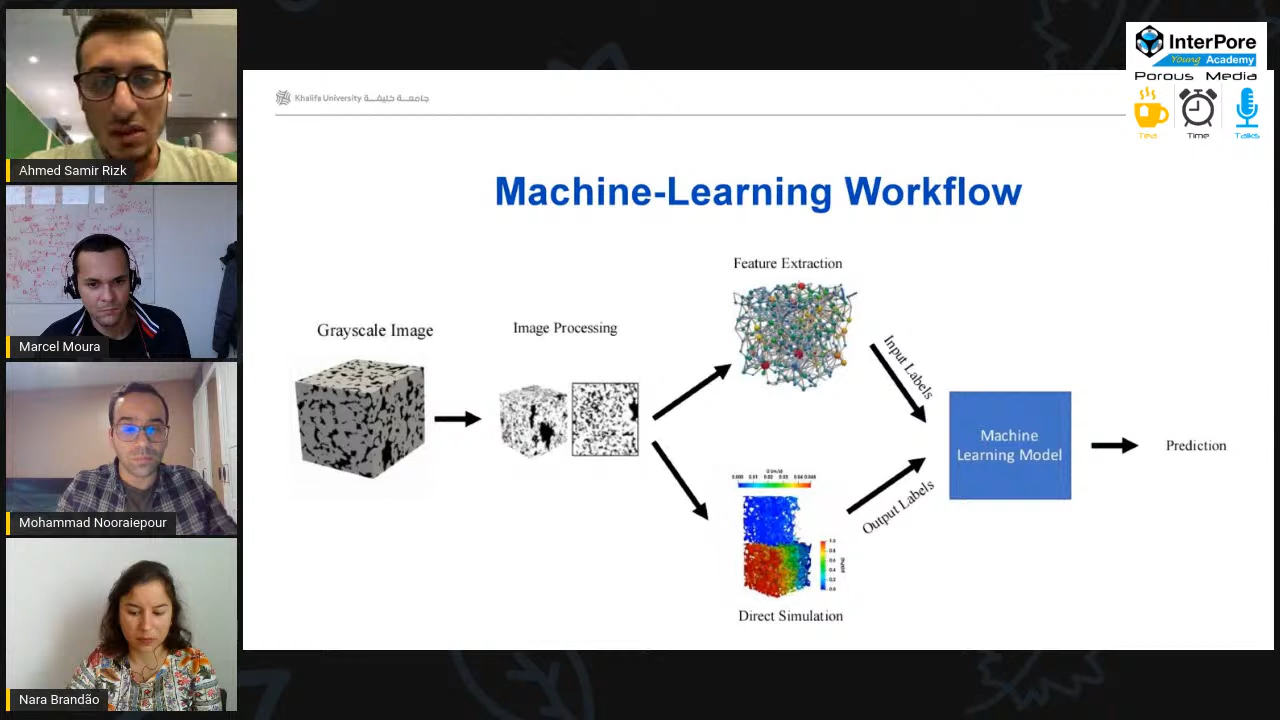 Ahmed Samir Rizk
Marcel Moura
Mohammad Nooraiepour
Nara Brandão
InterPore
Young Academy
Porous Media
Tea Time Talks
Khalifa University جامعــة خليفــة
Machine-Learning Workflow
Grayscale Image
Image Processing
Feature Extraction
Direct Simulation
Input Labels
Output Labels
Machine
Learning Model
Prediction